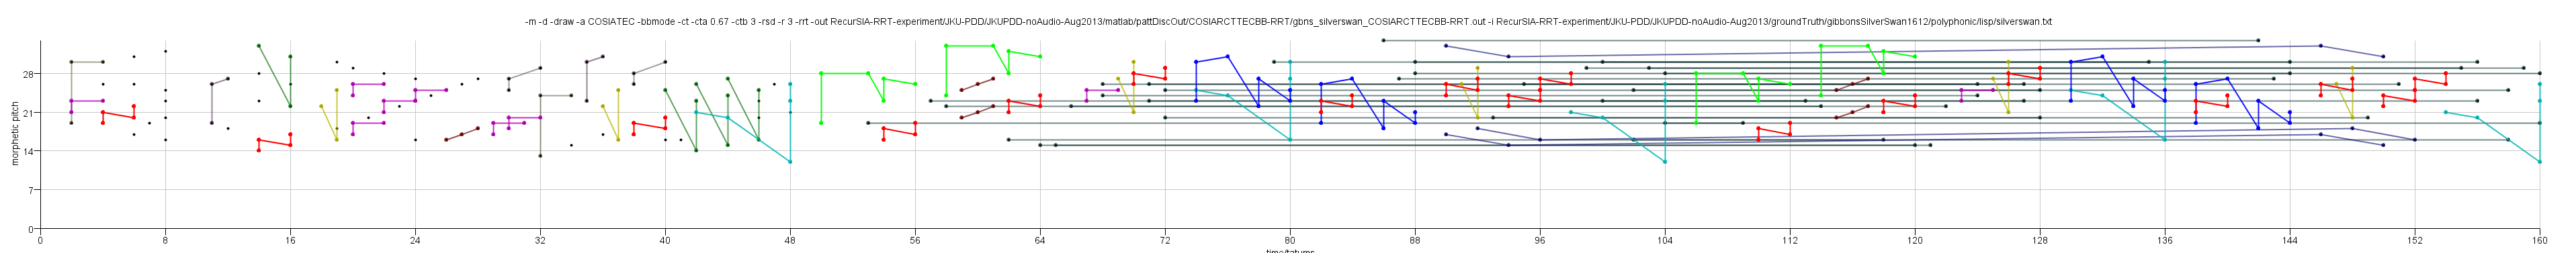 -m -d -draw -a COSIATEC -bbmode -ct -cta 0.67 -ctb 3 -rsd -r 3 -rrt -out RecurSIA-RRT-experiment/JKU-PDD/JKUPDD-noAudio-Aug2013/matlab/pattDiscOut/COSIARCTTECBB-RRT/gbns_silverswan_COSIARCTTECBB-RRT.out -i RecurSIA-RRT-experiment/JKU-PDD/JKUPDD-noAudio-Aug2013/groundTruth/gibbonsSilverSwan1612/polyphonic/lisp/silverswan.txt
morphetic pitch
28
21
14
7
0
0 8 16 24 32 40 48 56 64 72 80 88 96 104 112 120 128 136 144 152 160
time/tatums